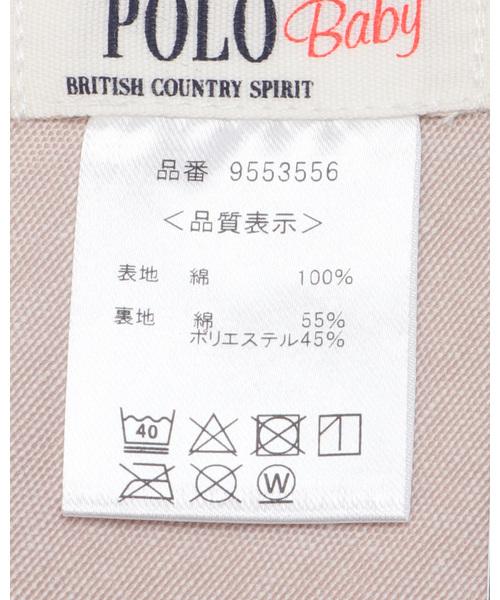 POLO Baby
BRITISH COUNTRY SPIRIT
品番 9553556
＜品質表示＞
表地 綿 100%
裏地 綿 55%
ポリエステル45%
40
W